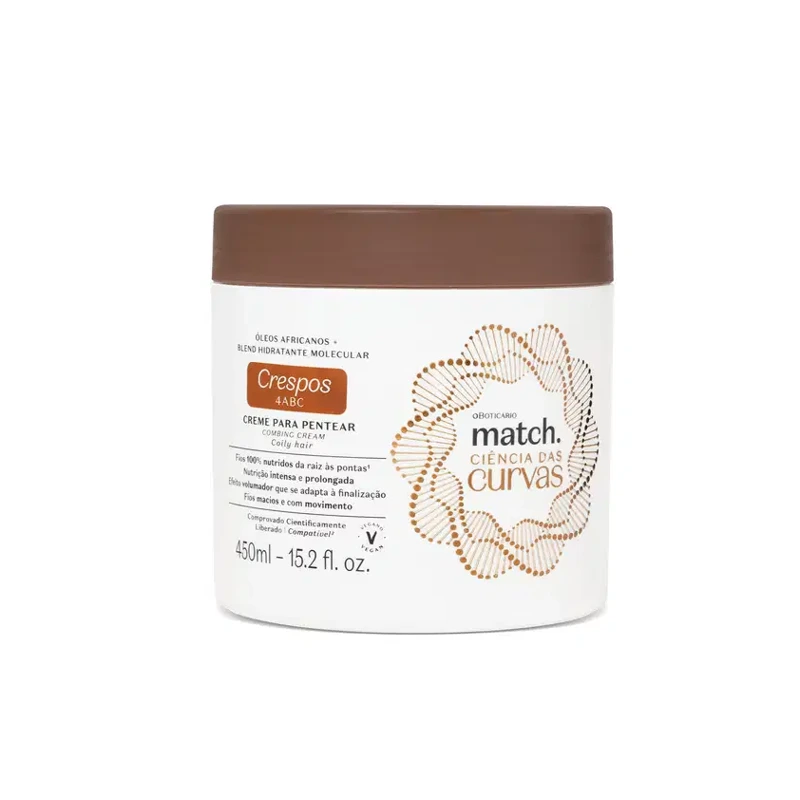 ÓLEOS AFRICANOS +
BLEND HIDRATANTE MOLECULAR
Crespos
4ABC
CREME PARA PENTEAR
COMBING CREAM
Coily hair
Fios 100% nutridos da raiz às pontas¹
Nutrição intensa e prolongada
Efeito volumador que se adapta à finalização
Fios macios e com movimento
Comprovado Cientificamente
Liberado | Compatível²
VEGANO
V
VEGAN
450ml - 15.2 fl. oz.
oBOTICÁRIO
match.
CIÊNCIA DAS
curvas